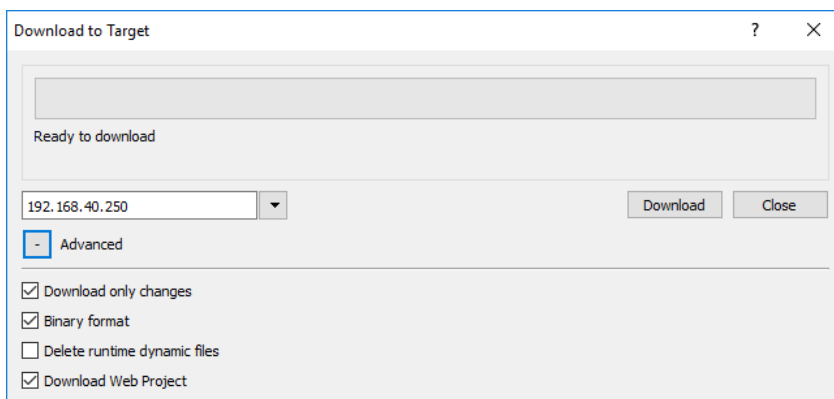 Download to Target ?
Ready to download
192.168.40.250 Download Close
- Advanced
Download only changes
Binary format
Delete runtime dynamic files
Download Web Project